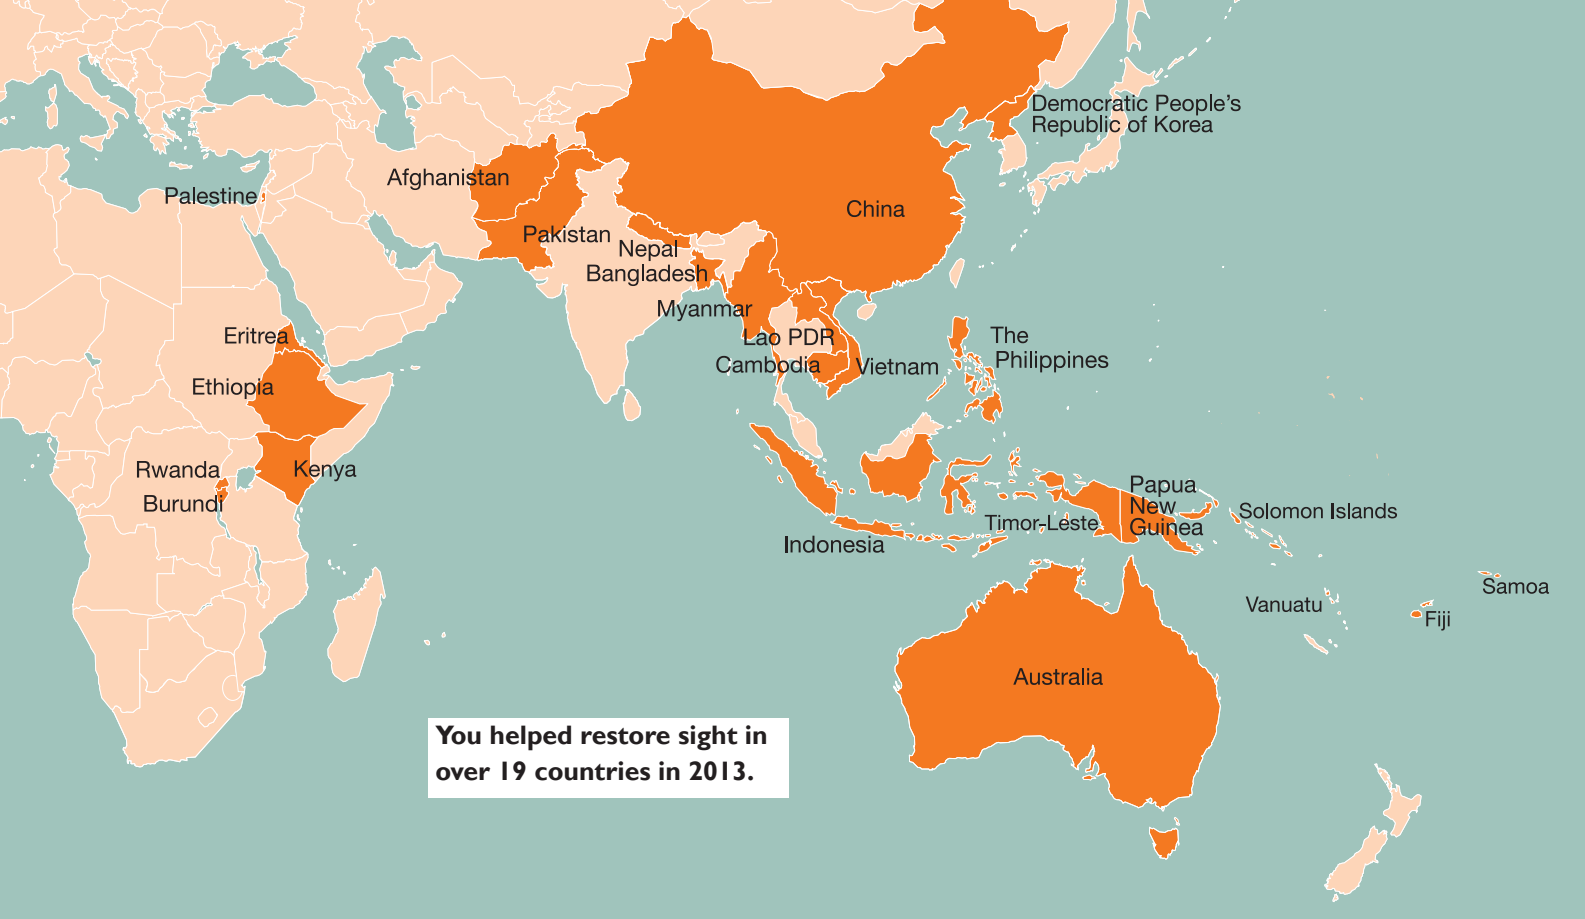 Democratic People's
Republic of Korea
Afghanistan
Palestine
China
Pakistan
Nepal
Bangladesh
Myanmar
Eritrea
Lao PDR
The
Philippines
Cambodia
Vietnam
Ethiopia
Rwanda
Kenya
Burundi
Papua
New
Guinea
Solomon Islands
Timor-Leste
Indonesia
Samoa
Vanuatu
Fiji
Australia
You helped restore sight in
over 19 countries in 2013.